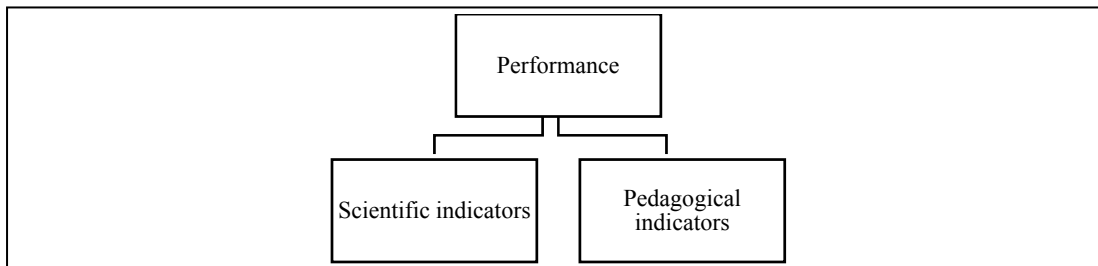 Performance
Scientific indicators
Pedagogical
indicators